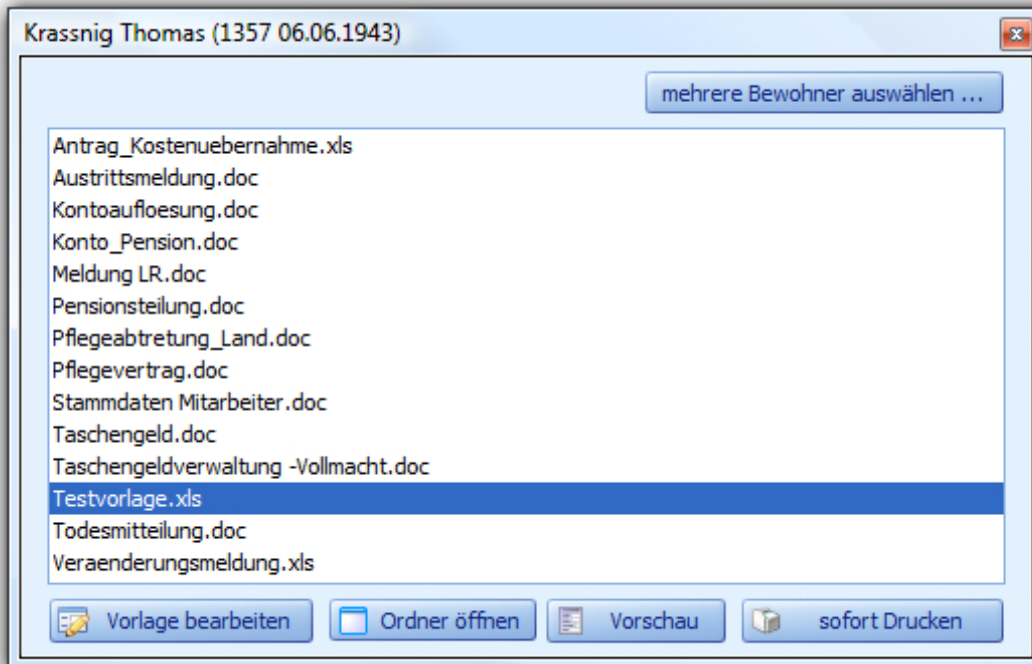 Krassnig Thomas (1357 06.06.1943)
mehrere Bewohner auswählen ...
Antrag_Kostenuebernahme.xls
Austrittsmeldung.doc
Kontoaufloesung.doc
Konto_Pension.doc
Meldung LR.doc
Pensionsteilung.doc
Pflegeabtretung_Land.doc
Pflegevertrag.doc
Stammdaten Mitarbeiter.doc
Taschengeld.doc
Taschengeldverwaltung -Vollmacht.doc
Testvorlage.xls
Todesmitteilung.doc
Veraenderungsmeldung.xls
Vorlage bearbeiten Ordner öffnen Vorschau sofort Drucken